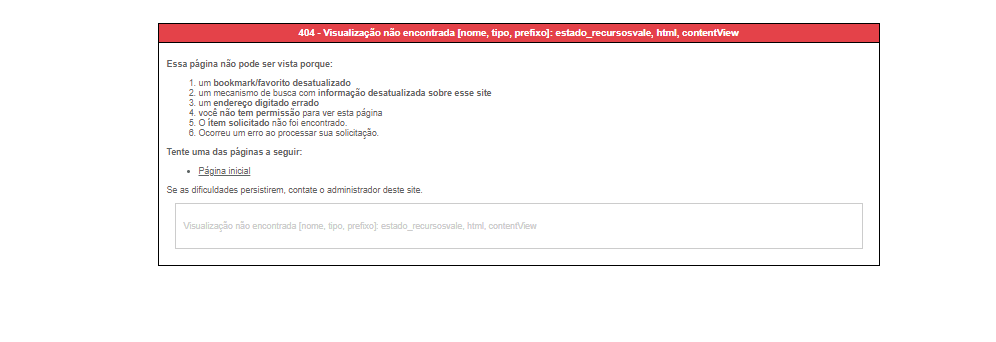 404 - Visualização não encontrada [nome, tipo, prefixo]: estado_recursosvale, html, contentView
Essa página não pode ser vista porque:
1. um bookmark/favorito desatualizado
2. um mecanismo de busca com informação desatualizada sobre esse site
3. um endereço digitado errado
4. você não tem permissão para ver esta página
5. O item solicitado não foi encontrado.
6. Ocorreu um erro ao processar sua solicitação.
Tente uma das páginas a seguir:
• Página inicial
Se as dificuldades persistirem, contate o administrador deste site.
Visualização não encontrada [nome, tipo, prefixo]: estado_recursosvale, html, contentView